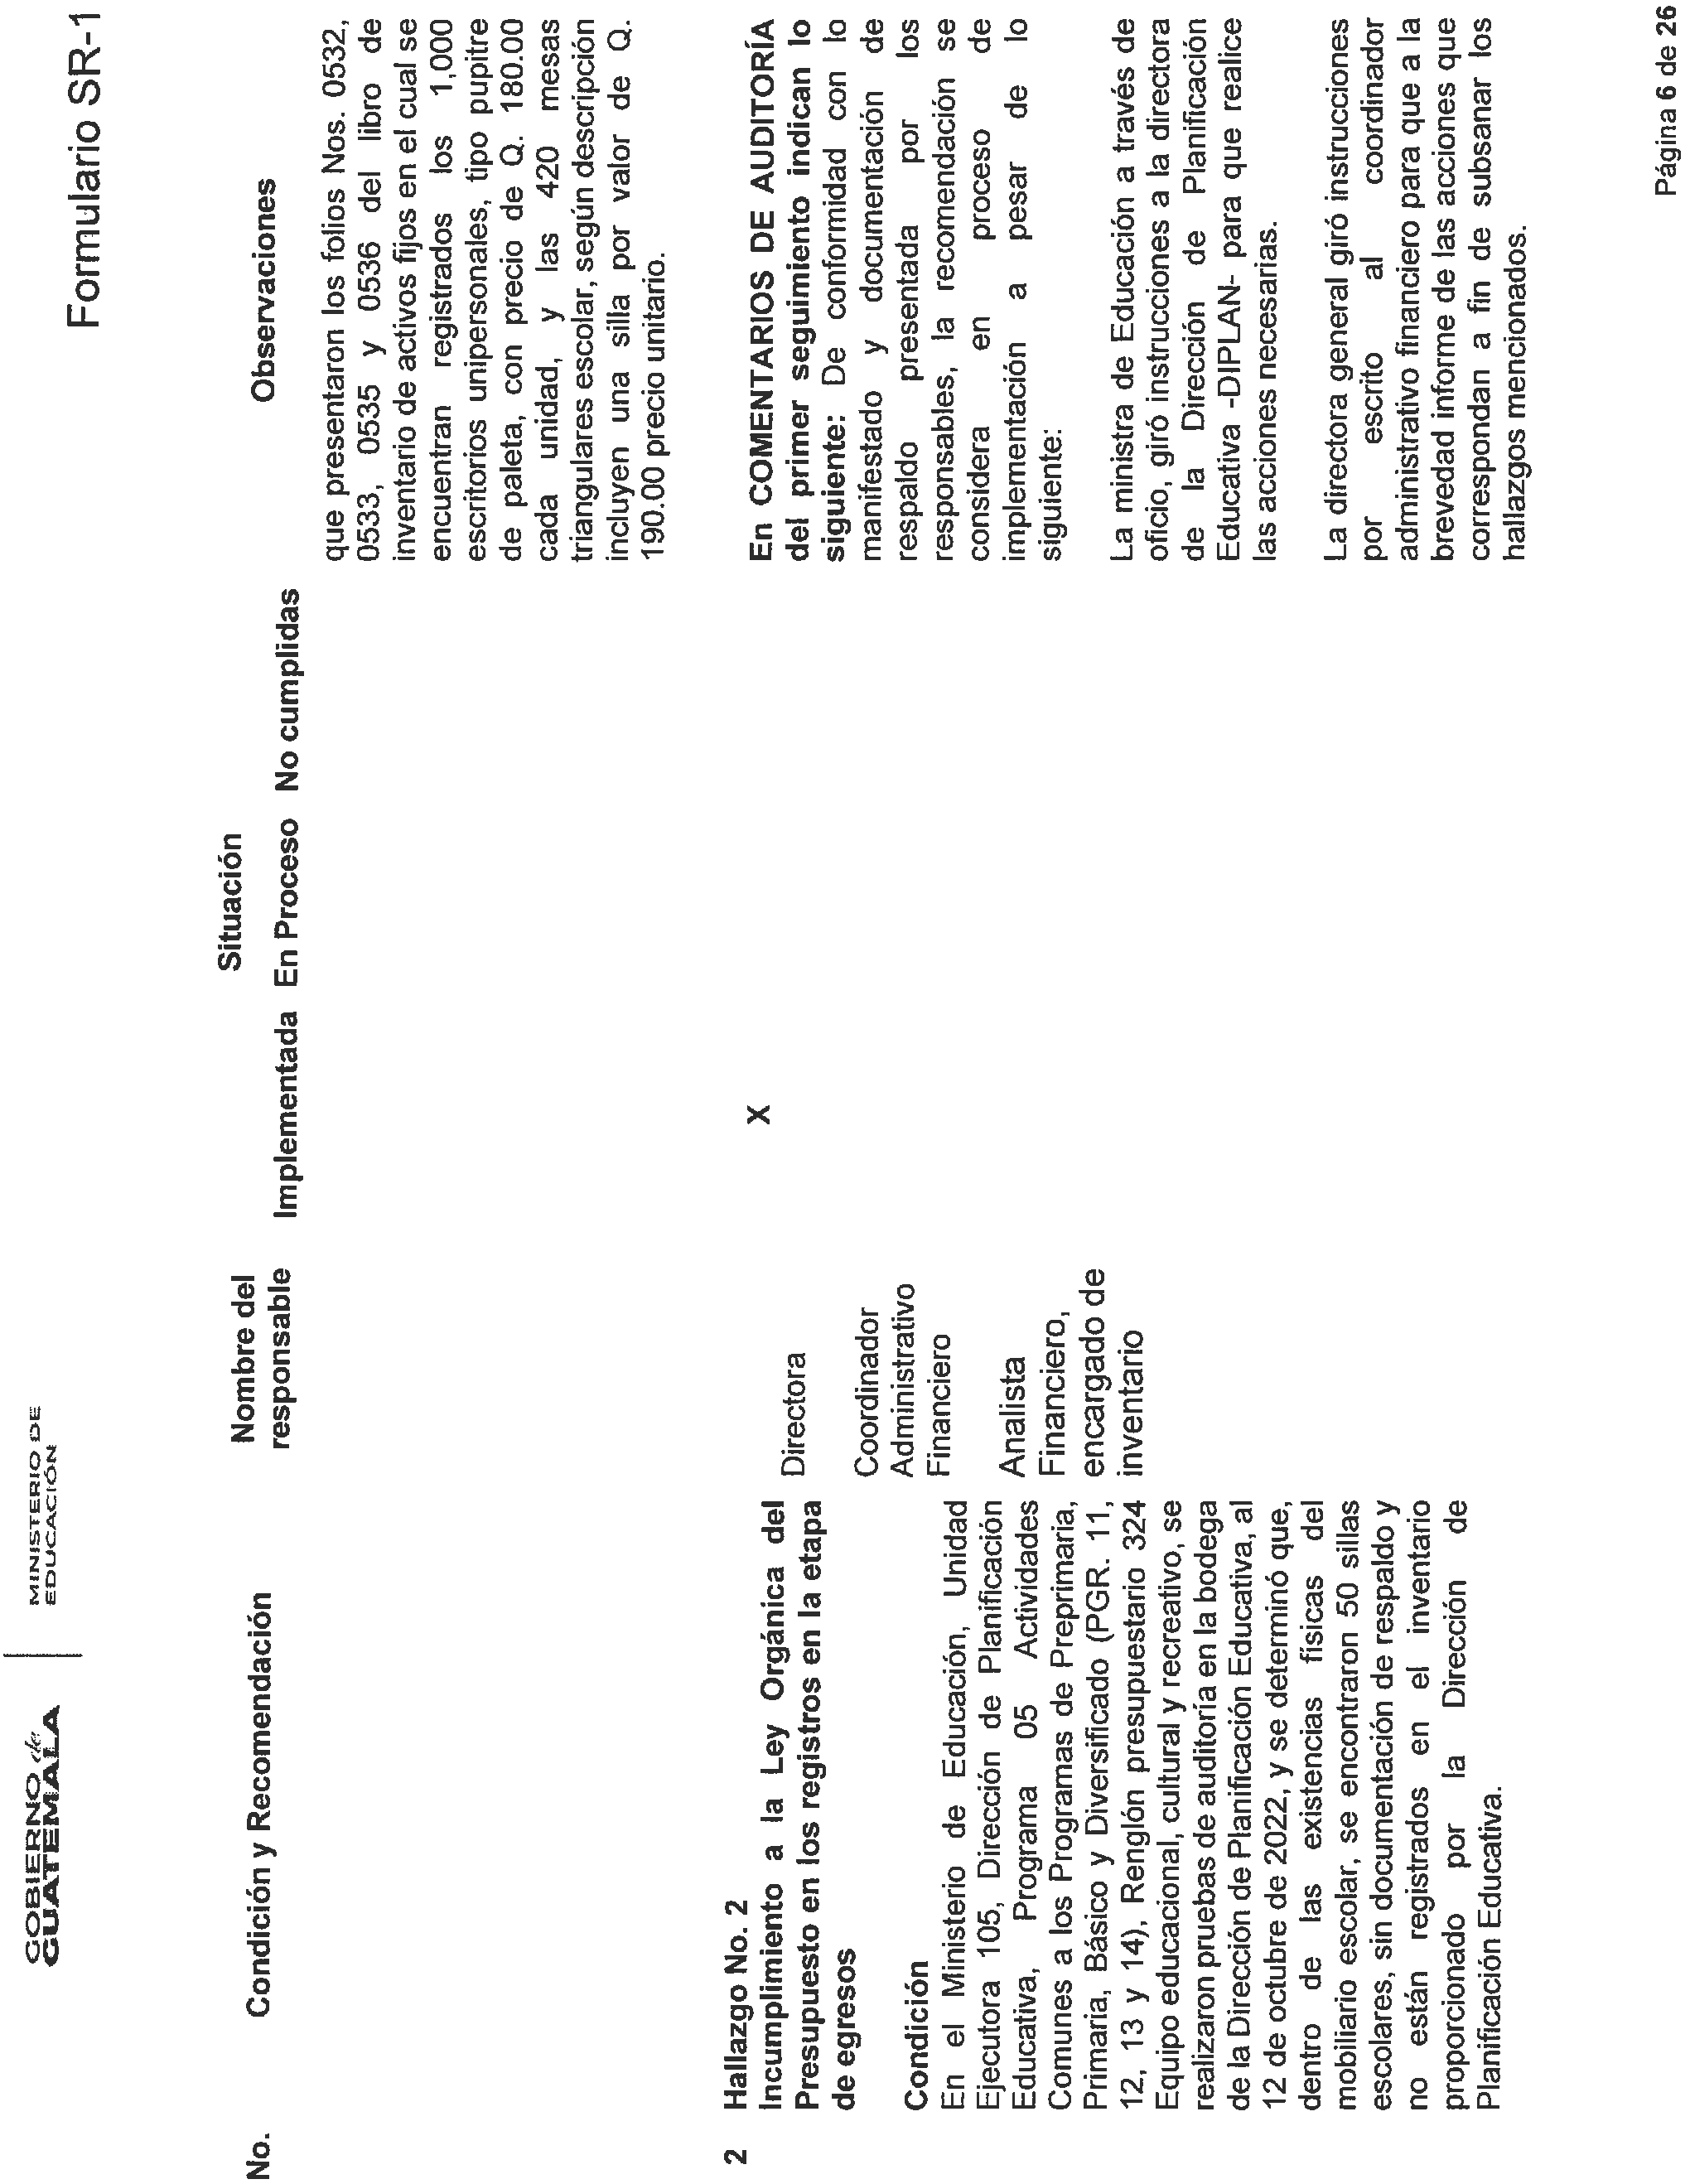 GOBIERNO de
GUATEMALA
MINISTERIO DE
EDUCACIÓN
Formulario SR-1
No.
Condición y Recomendación
Nombre del
responsable
Situación
Implementada En Proceso No cumplidas
Observaciones
que presentaron los folios Nos. 0532,
0533, 0535 y 0536 del libro de
inventario de activos fijos en el cual se
encuentran registrados los 1,000
escritorios unipersonales, tipo pupitre
de paleta, con precio de Q. 180.00
cada unidad, y las 420 mesas
triangulares escolar, según descripción
incluyen una silla por valor de Q.
190.00 precio unitario.
2
Hallazgo No. 2
Incumplimiento a la Ley Orgánica del
Presupuesto en los registros en la etapa
de egresos
Condición
En el Ministerio de Educación, Unidad
Ejecutora 105, Dirección de Planificación
Educativa, Programa 05 Actividades
Comunes a los Programas de Preprimaria,
Primaria, Básico y Diversificado (PGR. 11,
12, 13 y 14), Renglón presupuestario 324
Equipo educacional, cultural y recreativo, se
realizaron pruebas de auditoría en la bodega
de la Dirección de Planificación Educativa, al
12 de octubre de 2022, y se determinó que,
dentro de las existencias físicas del
mobiliario escolar, se encontraron 50 sillas
escolares, sin documentación de respaldo y
no están registrados en el inventario
proporcionado por la Dirección de
Planificación Educativa.
Directora
Coordinador
Administrativo
Financiero
Analista
Financiero,
encargado de
inventario
X
En COMENTARIOS DE AUDITORÍA
del primer seguimiento indican lo
siguiente: De conformidad con lo
manifestado y documentación de
respaldo presentada por los
responsables, la recomendación se
considera en proceso de
implementación a pesar de lo
siguiente:
La ministra de Educación a través de
oficio, giró instrucciones a la directora
de la Dirección de Planificación
Educativa -DIPLAN- para que realice
las acciones necesarias.
La directora general giró instrucciones
por escrito al coordinador
administrativo financiero para que a la
brevedad informe de las acciones que
correspondan a fin de subsanar los
hallazgos mencionados.
Página 6 de 26